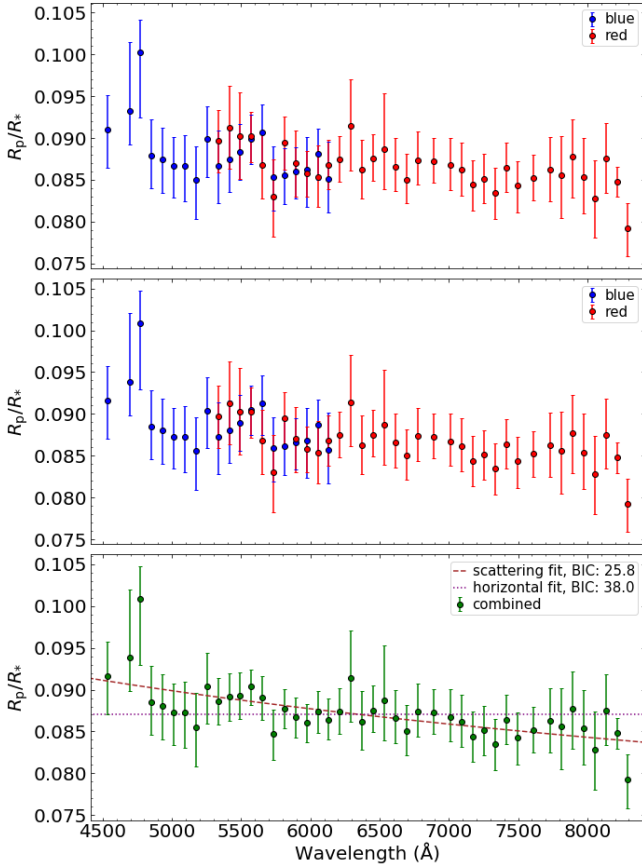 0.105
0.100
0.095
0.090
0.085
0.080
0.075
Rp/R*
blue
red
0.105
0.100
0.095
0.090
0.085
0.080
0.075
Rp/R*
blue
red
0.105
0.100
0.095
0.090
0.085
0.080
0.075
Rp/R*
scattering fit, BIC: 25.8
horizontal fit, BIC: 38.0
combined
4500 5000 5500 6000 6500 7000 7500 8000
Wavelength (Å)